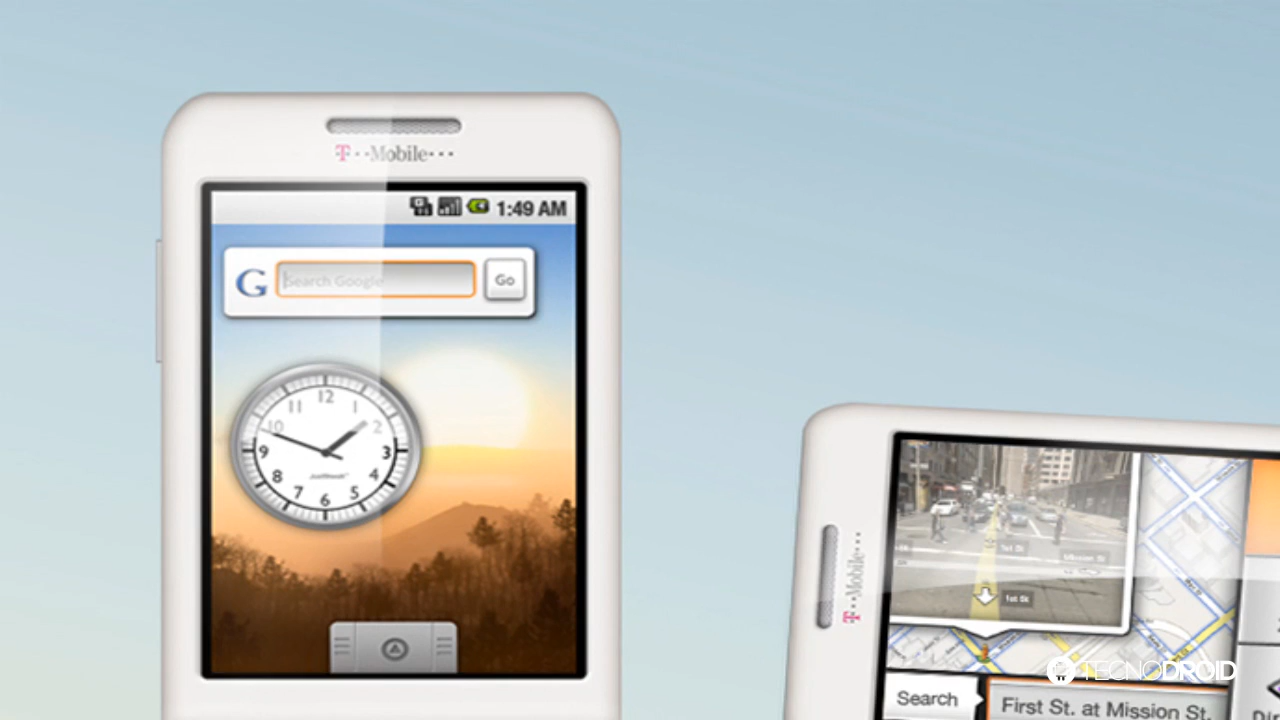 T··Mobile···
1:49 AM
G
Search Google
Go
12
11
1
10
2
9
3
8
4
7
5
6
T··Mobile···
1st St
Mission St
1st St
Search
First St. at Mission St.
TECNODROID